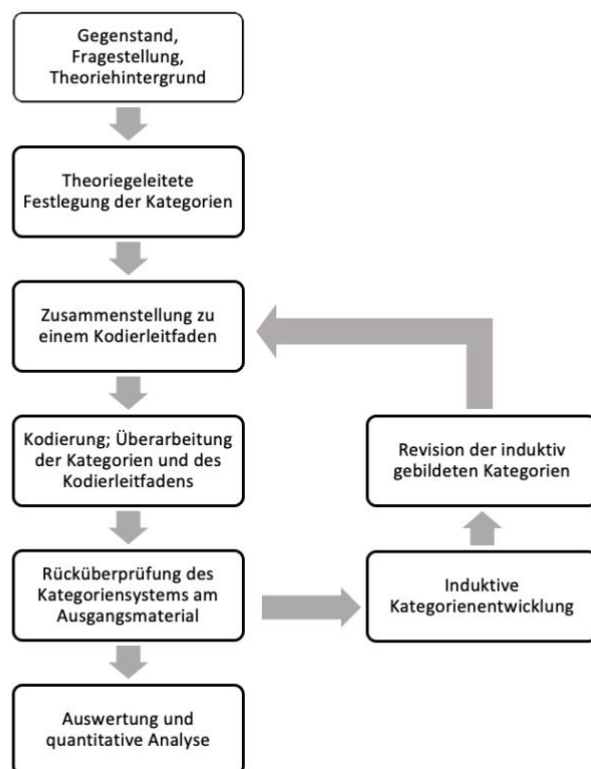 Gegenstand,
Fragestellung,
Theoriehintergrund
Theoriegeleitete
Festlegung der Kategorien
Zusammenstellung zu
einem Kodierleitfaden
Kodierung; Überarbeitung
der Kategorien und des
Kodierleitfadens
Rücküberprüfung des
Kategoriensystems am
Ausgangsmaterial
Auswertung und
quantitative Analyse
Induktive
Kategorienentwicklung
Revision der induktiv
gebildeten Kategorien